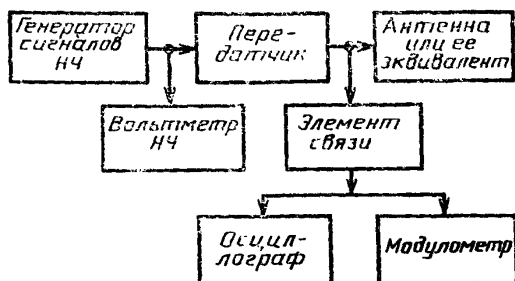 Генератор
сигналов
НЧ
Пере-
датчик
Антенна
или ее
эквивалент
Вольтметр
НЧ
Элемент
связи
Осцил-
лограф
Модулометр